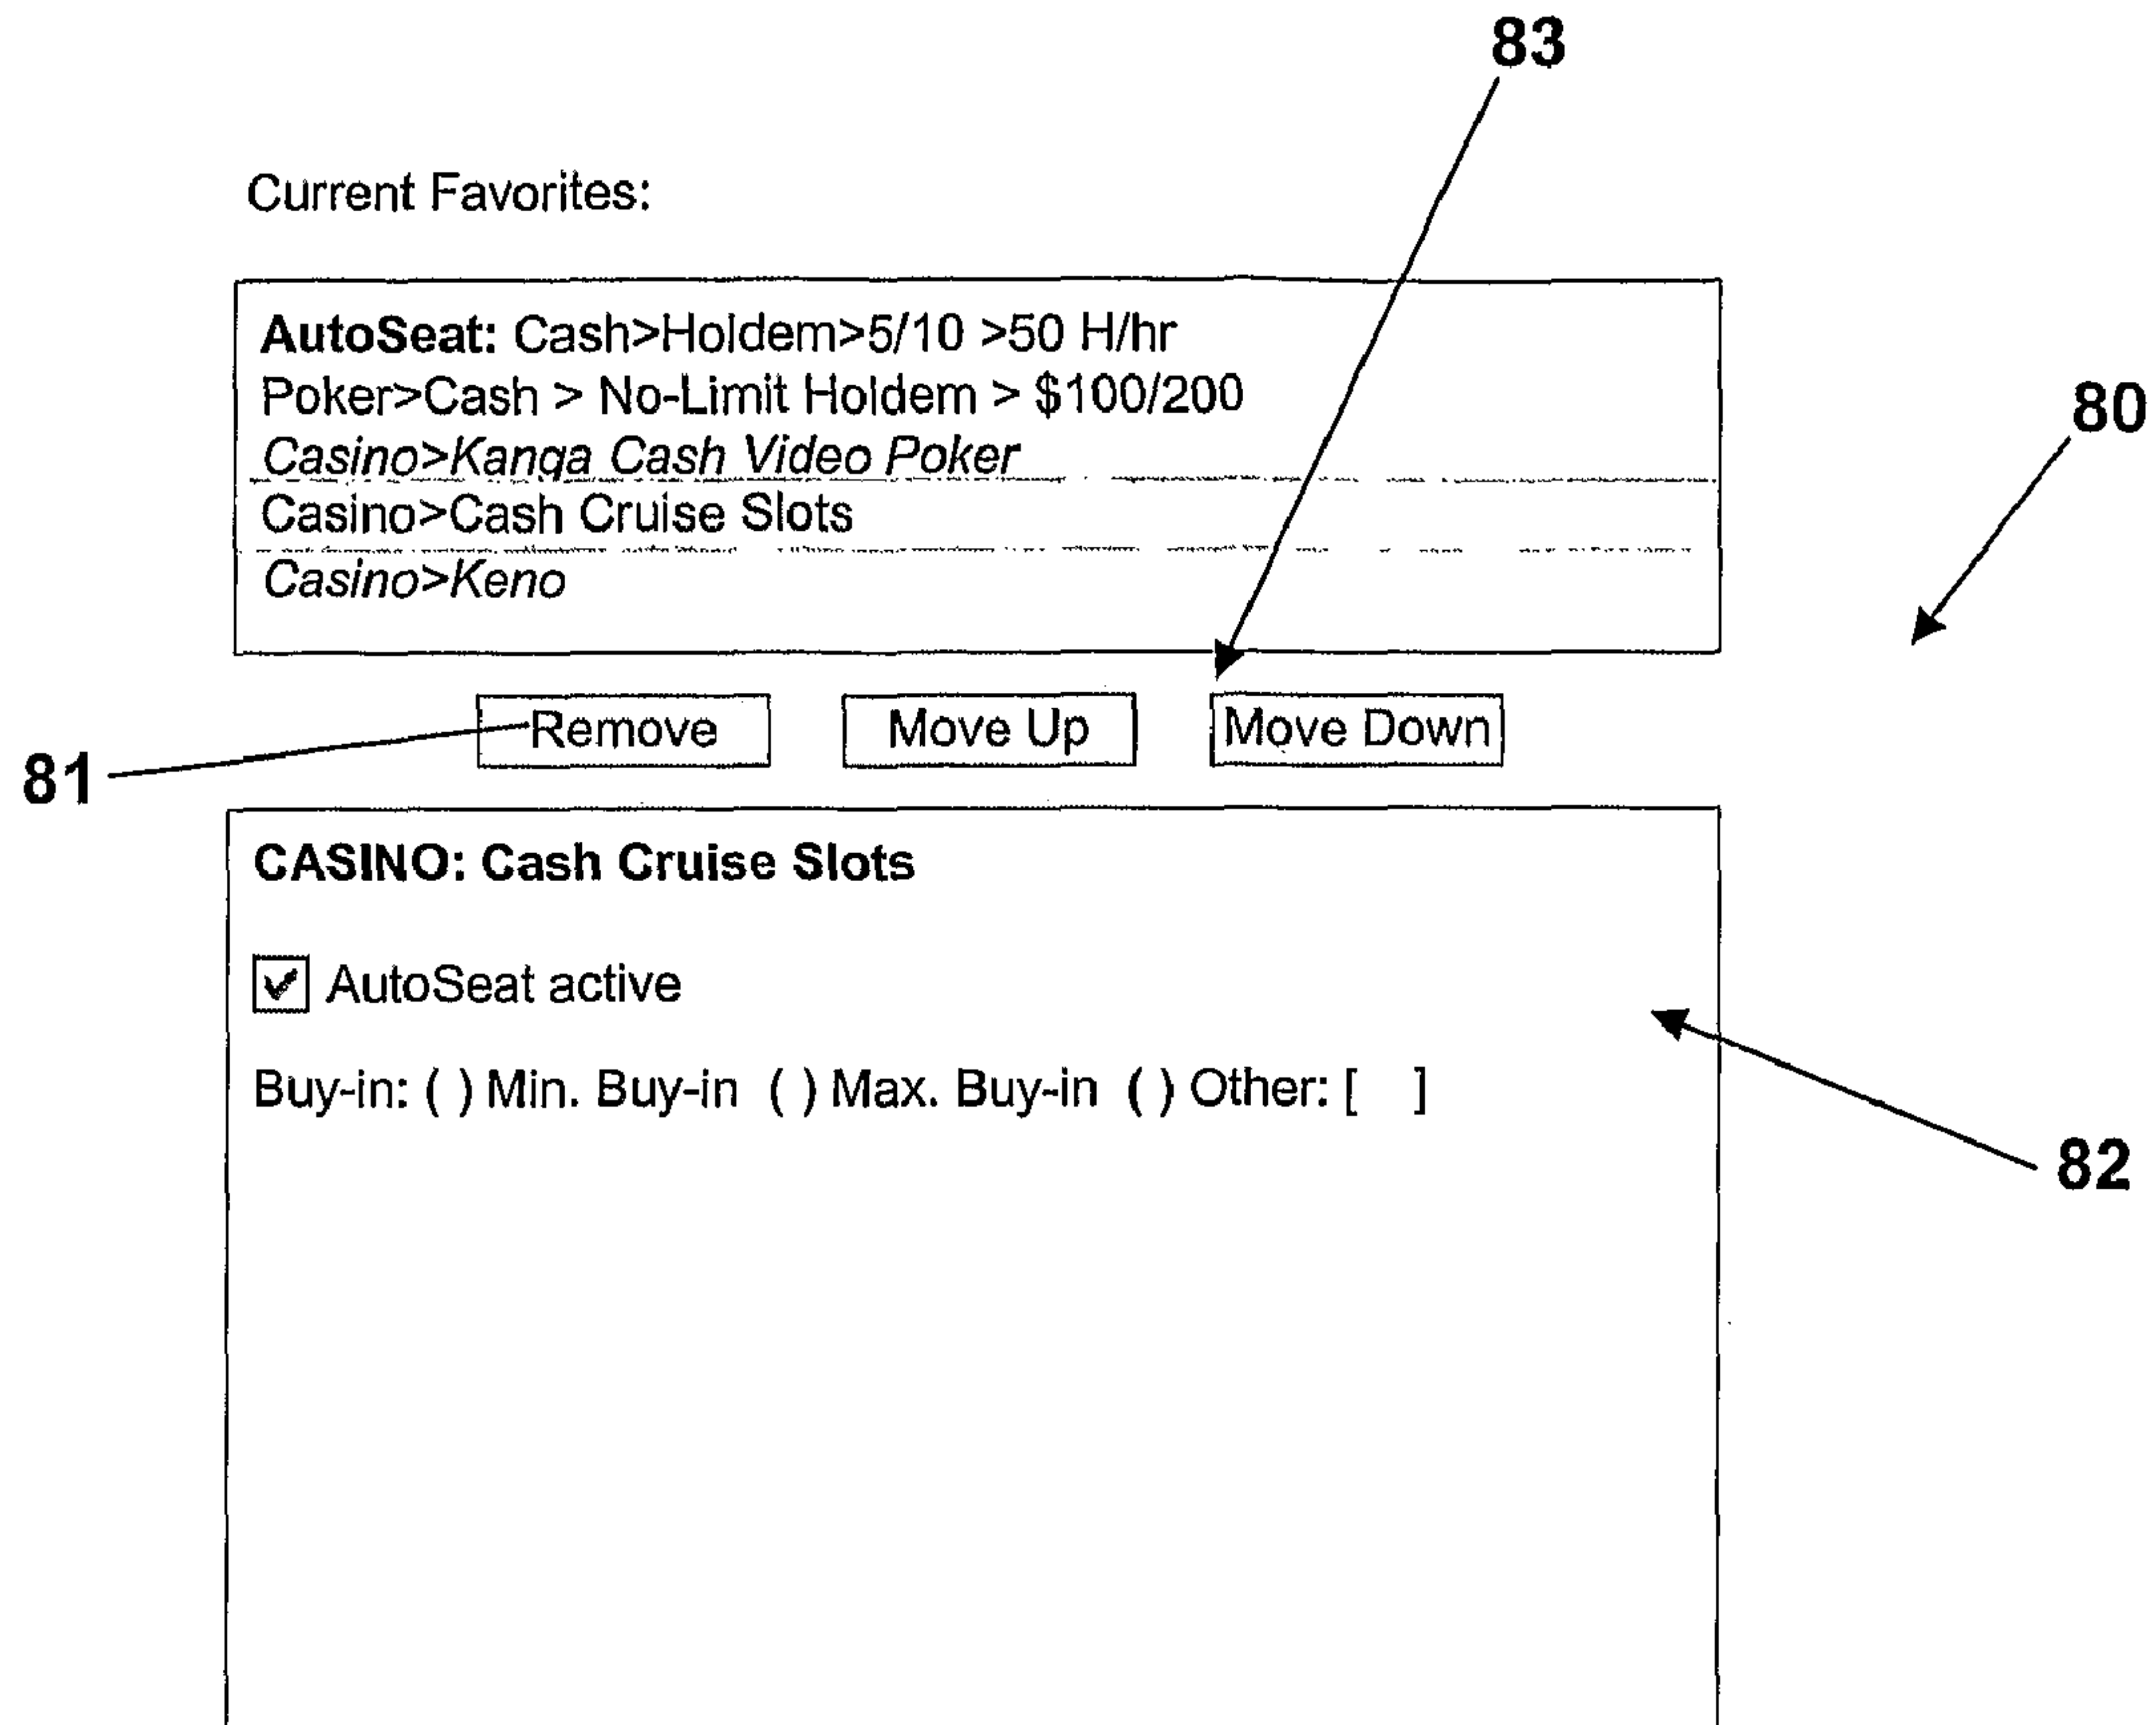 83
Current Favorites:
AutoSeat: Cash>Holdem>5/10 >50 H/hr
Poker>Cash > No-Limit Holdem > $100/200
80
Casino>Kanga Cash Video Poker
Casino>Cash Cruise Slots
Casino>Keno
Remove Move Up Move Down
81
CASINO: Cash Cruise Slots
AutoSeat active
Buy-in: ( ) Min. Buy-in ( ) Max. Buy-in ( ) Other: [ ]
82